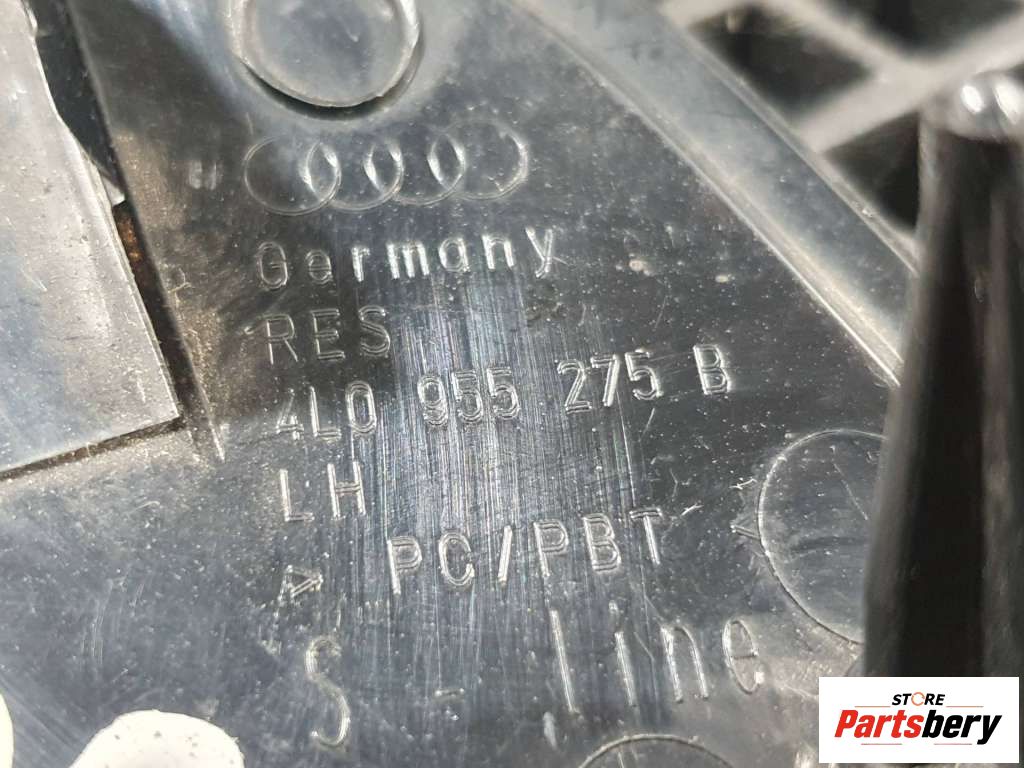 Germany
RES
4L0 955 275 B
LH
PC/PBT
S - line
STORE
Partsbery